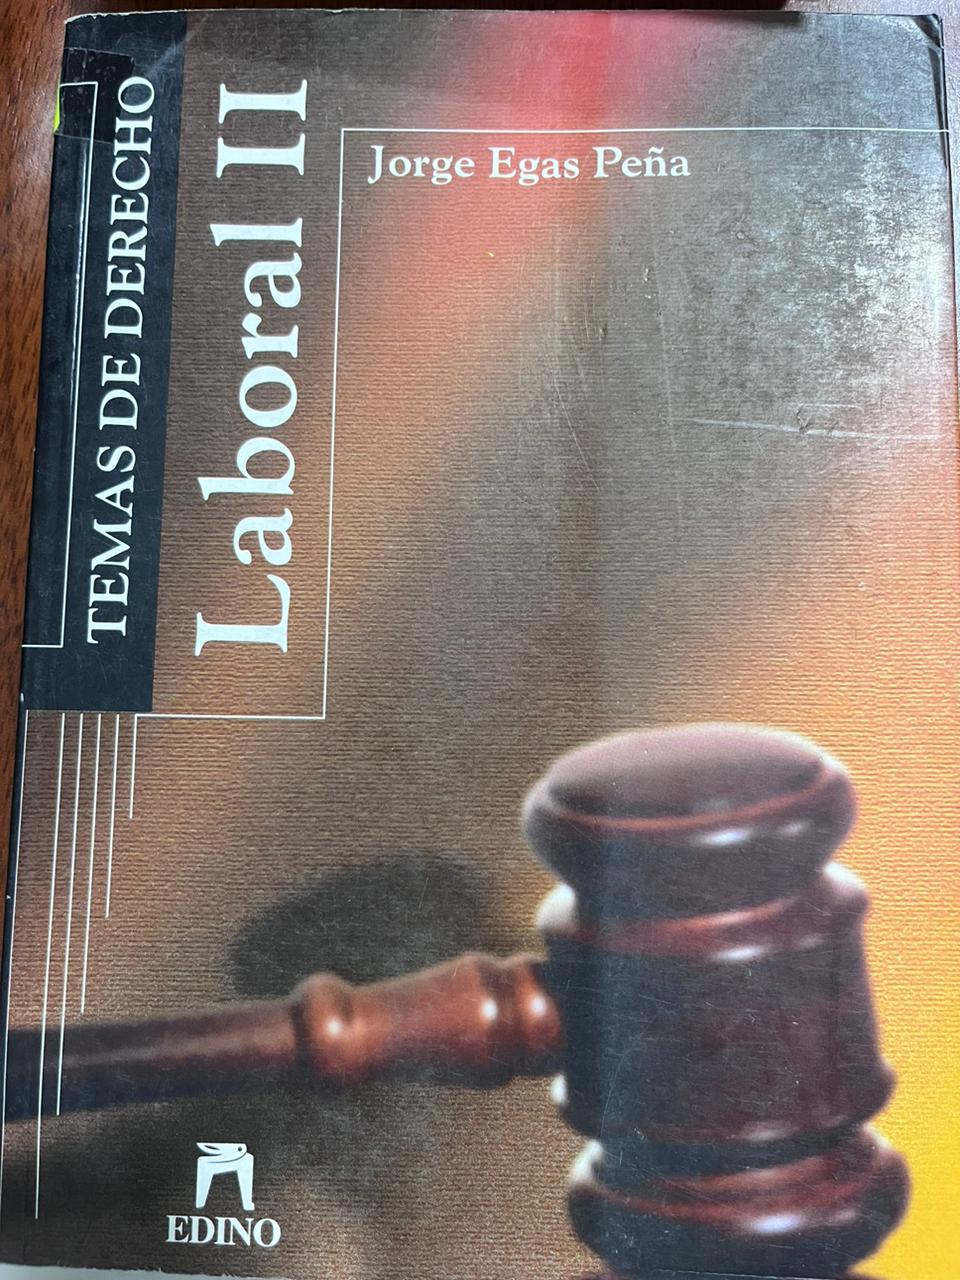 TEMAS DE DERECHO
Laboral II
Jorge Egas Peña
EDINO